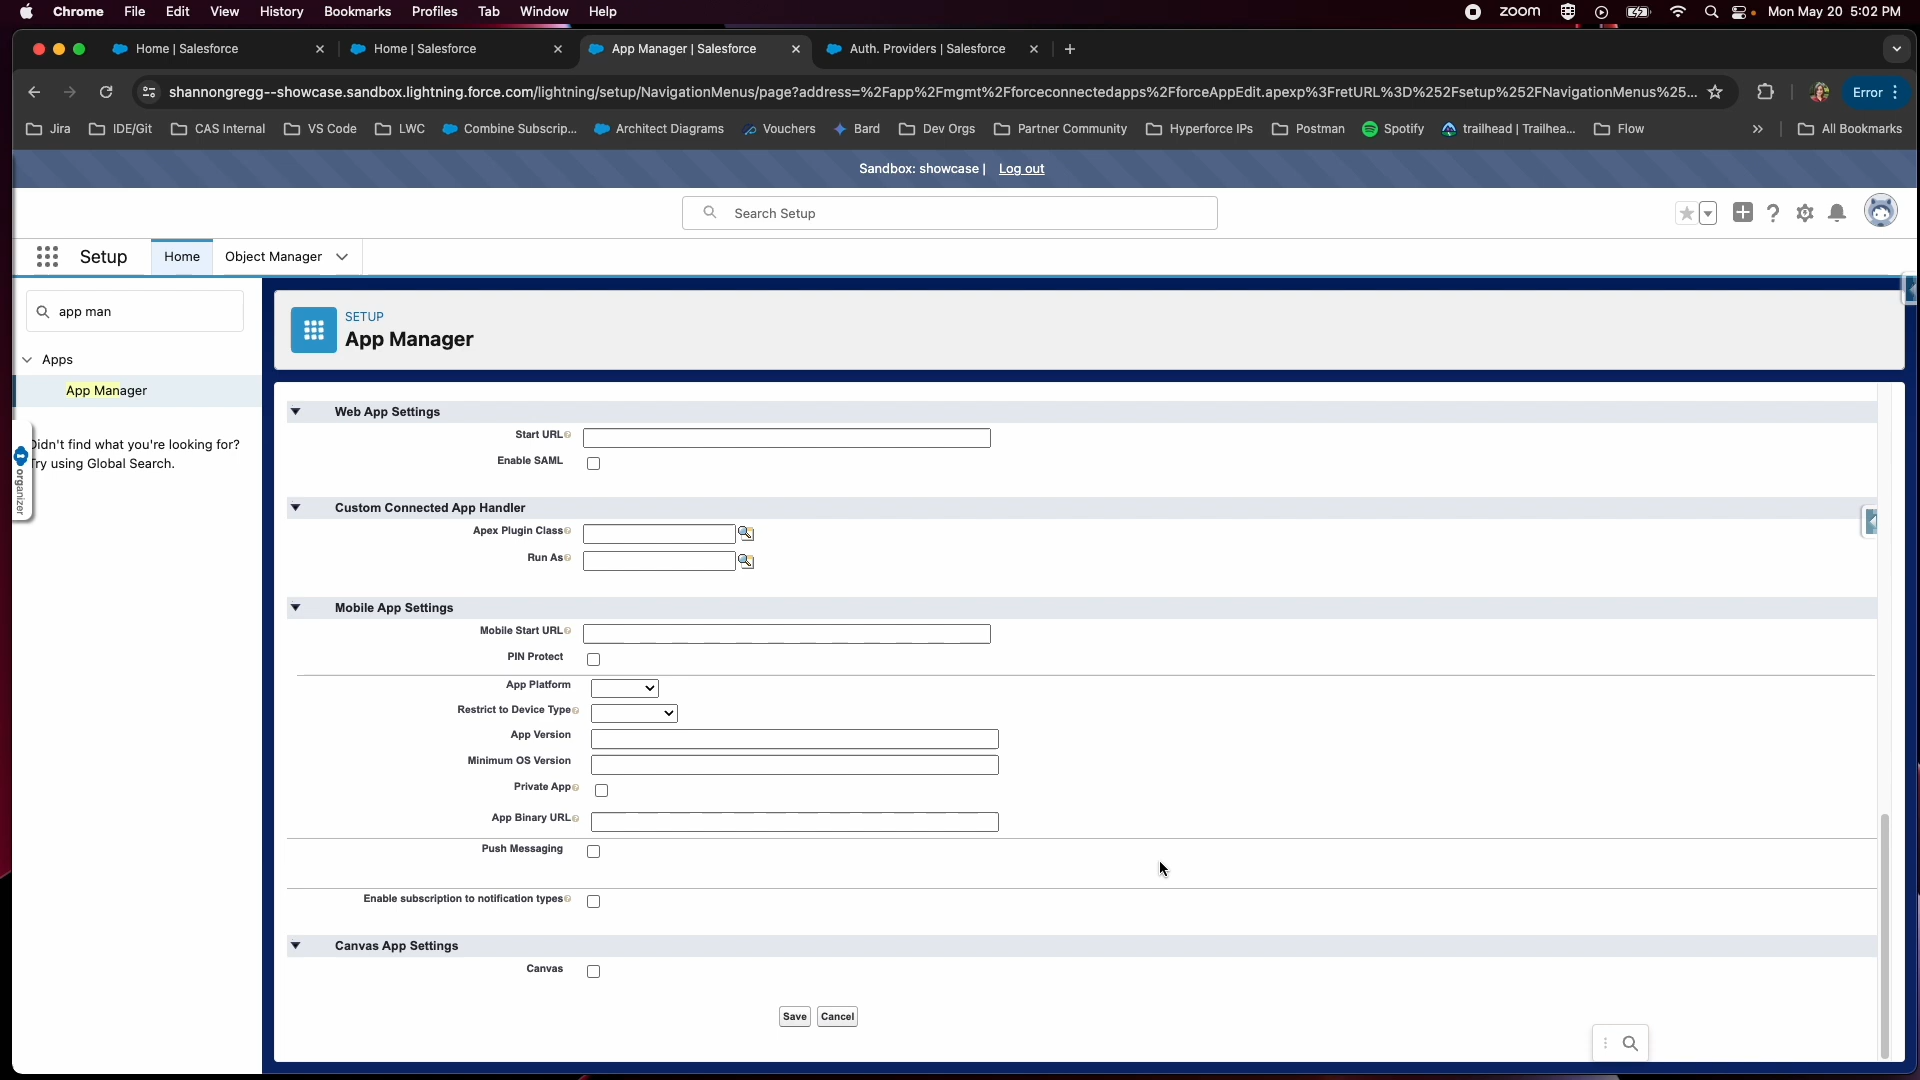 Chrome File Edit View History Bookmarks Profiles Tab Window Help zoom Mon May 20 5:02 PM
Home | Salesforce Home | Salesforce App Manager | Salesforce Auth. Providers | Salesforce
shannongregg--showcase.sandbox.lightning.force.com/lightning/setup/NavigationMenus/page?address=%2Fapp%2Fmgmt%2Fforceconnectedapps%2FforceAppEdit.apexp%3FretURL%3D%252Fsetup%252FNavigationMenus%25... Error
Jira IDE/Git CAS Internal VS Code LWC Combine Subscrip... Architect Diagrams Vouchers Bard Dev Orgs Partner Community Hyperforce IPs Postman Spotify trailhead | Trailhea... Flow » All Bookmarks
Sandbox: showcase | Log out
Search Setup
Setup Home Object Manager
app man
Apps
App Manager
Didn't find what you're looking for?
Try using Global Search.
organizer
SETUP
App Manager
Web App Settings
Start URL
Enable SAML
Custom Connected App Handler
Apex Plugin Class
Run As
Mobile App Settings
Mobile Start URL
PIN Protect
App Platform
Restrict to Device Type
App Version
Minimum OS Version
Private App
App Binary URL
Push Messaging
Enable subscription to notification types
Canvas App Settings
Canvas
Save Cancel